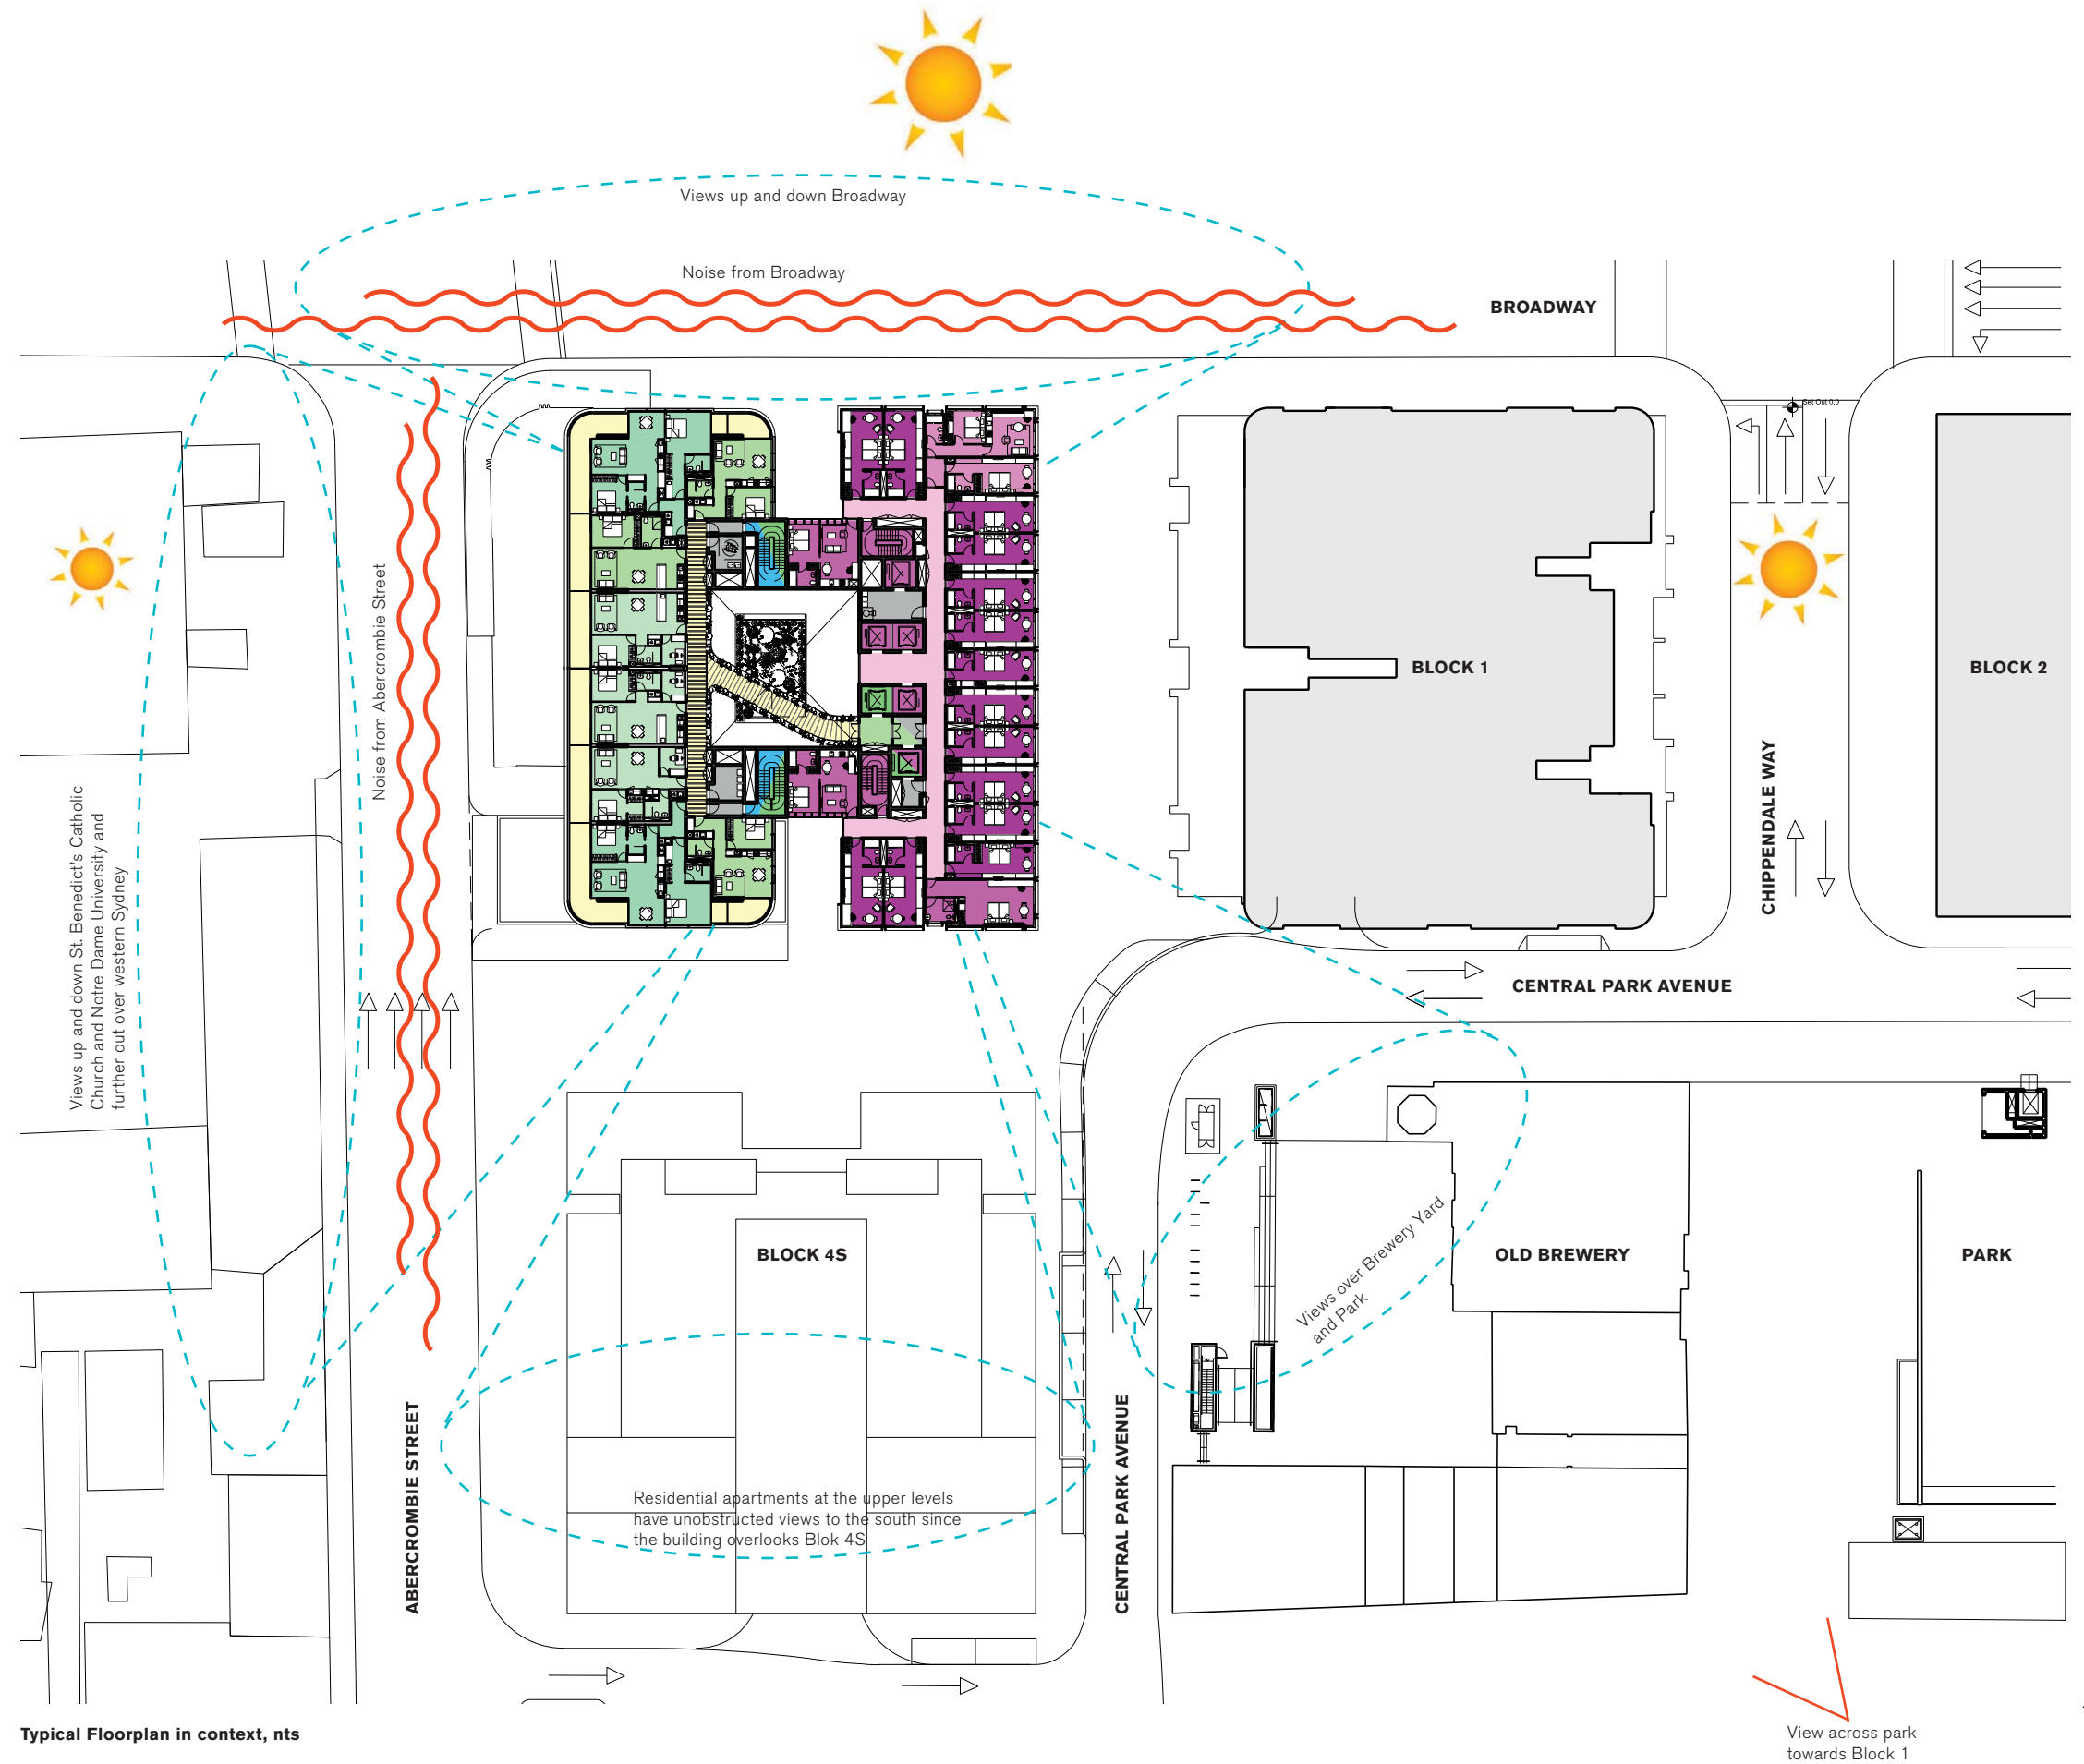 Views up and down Broadway
Noise from Broadway
BROADWAY
Set Out 0,0
Noise from Abercrombie Street
BLOCK 1
BLOCK 2
CHIPPENDALE WAY
Views up and down St. Benedict's Catholic
Church and Notre Dame University and
further out over western Sydney
CENTRAL PARK AVENUE
BLOCK 4S
Views over Brewery Yard
and Park
OLD BREWERY
PARK
ABERCROMBIE STREET
CENTRAL PARK AVENUE
Residential apartments at the upper levels
have unobstructed views to the south since
the building overlooks Blok 4S
Typical Floorplan in context, nts
View across park
towards Block 1